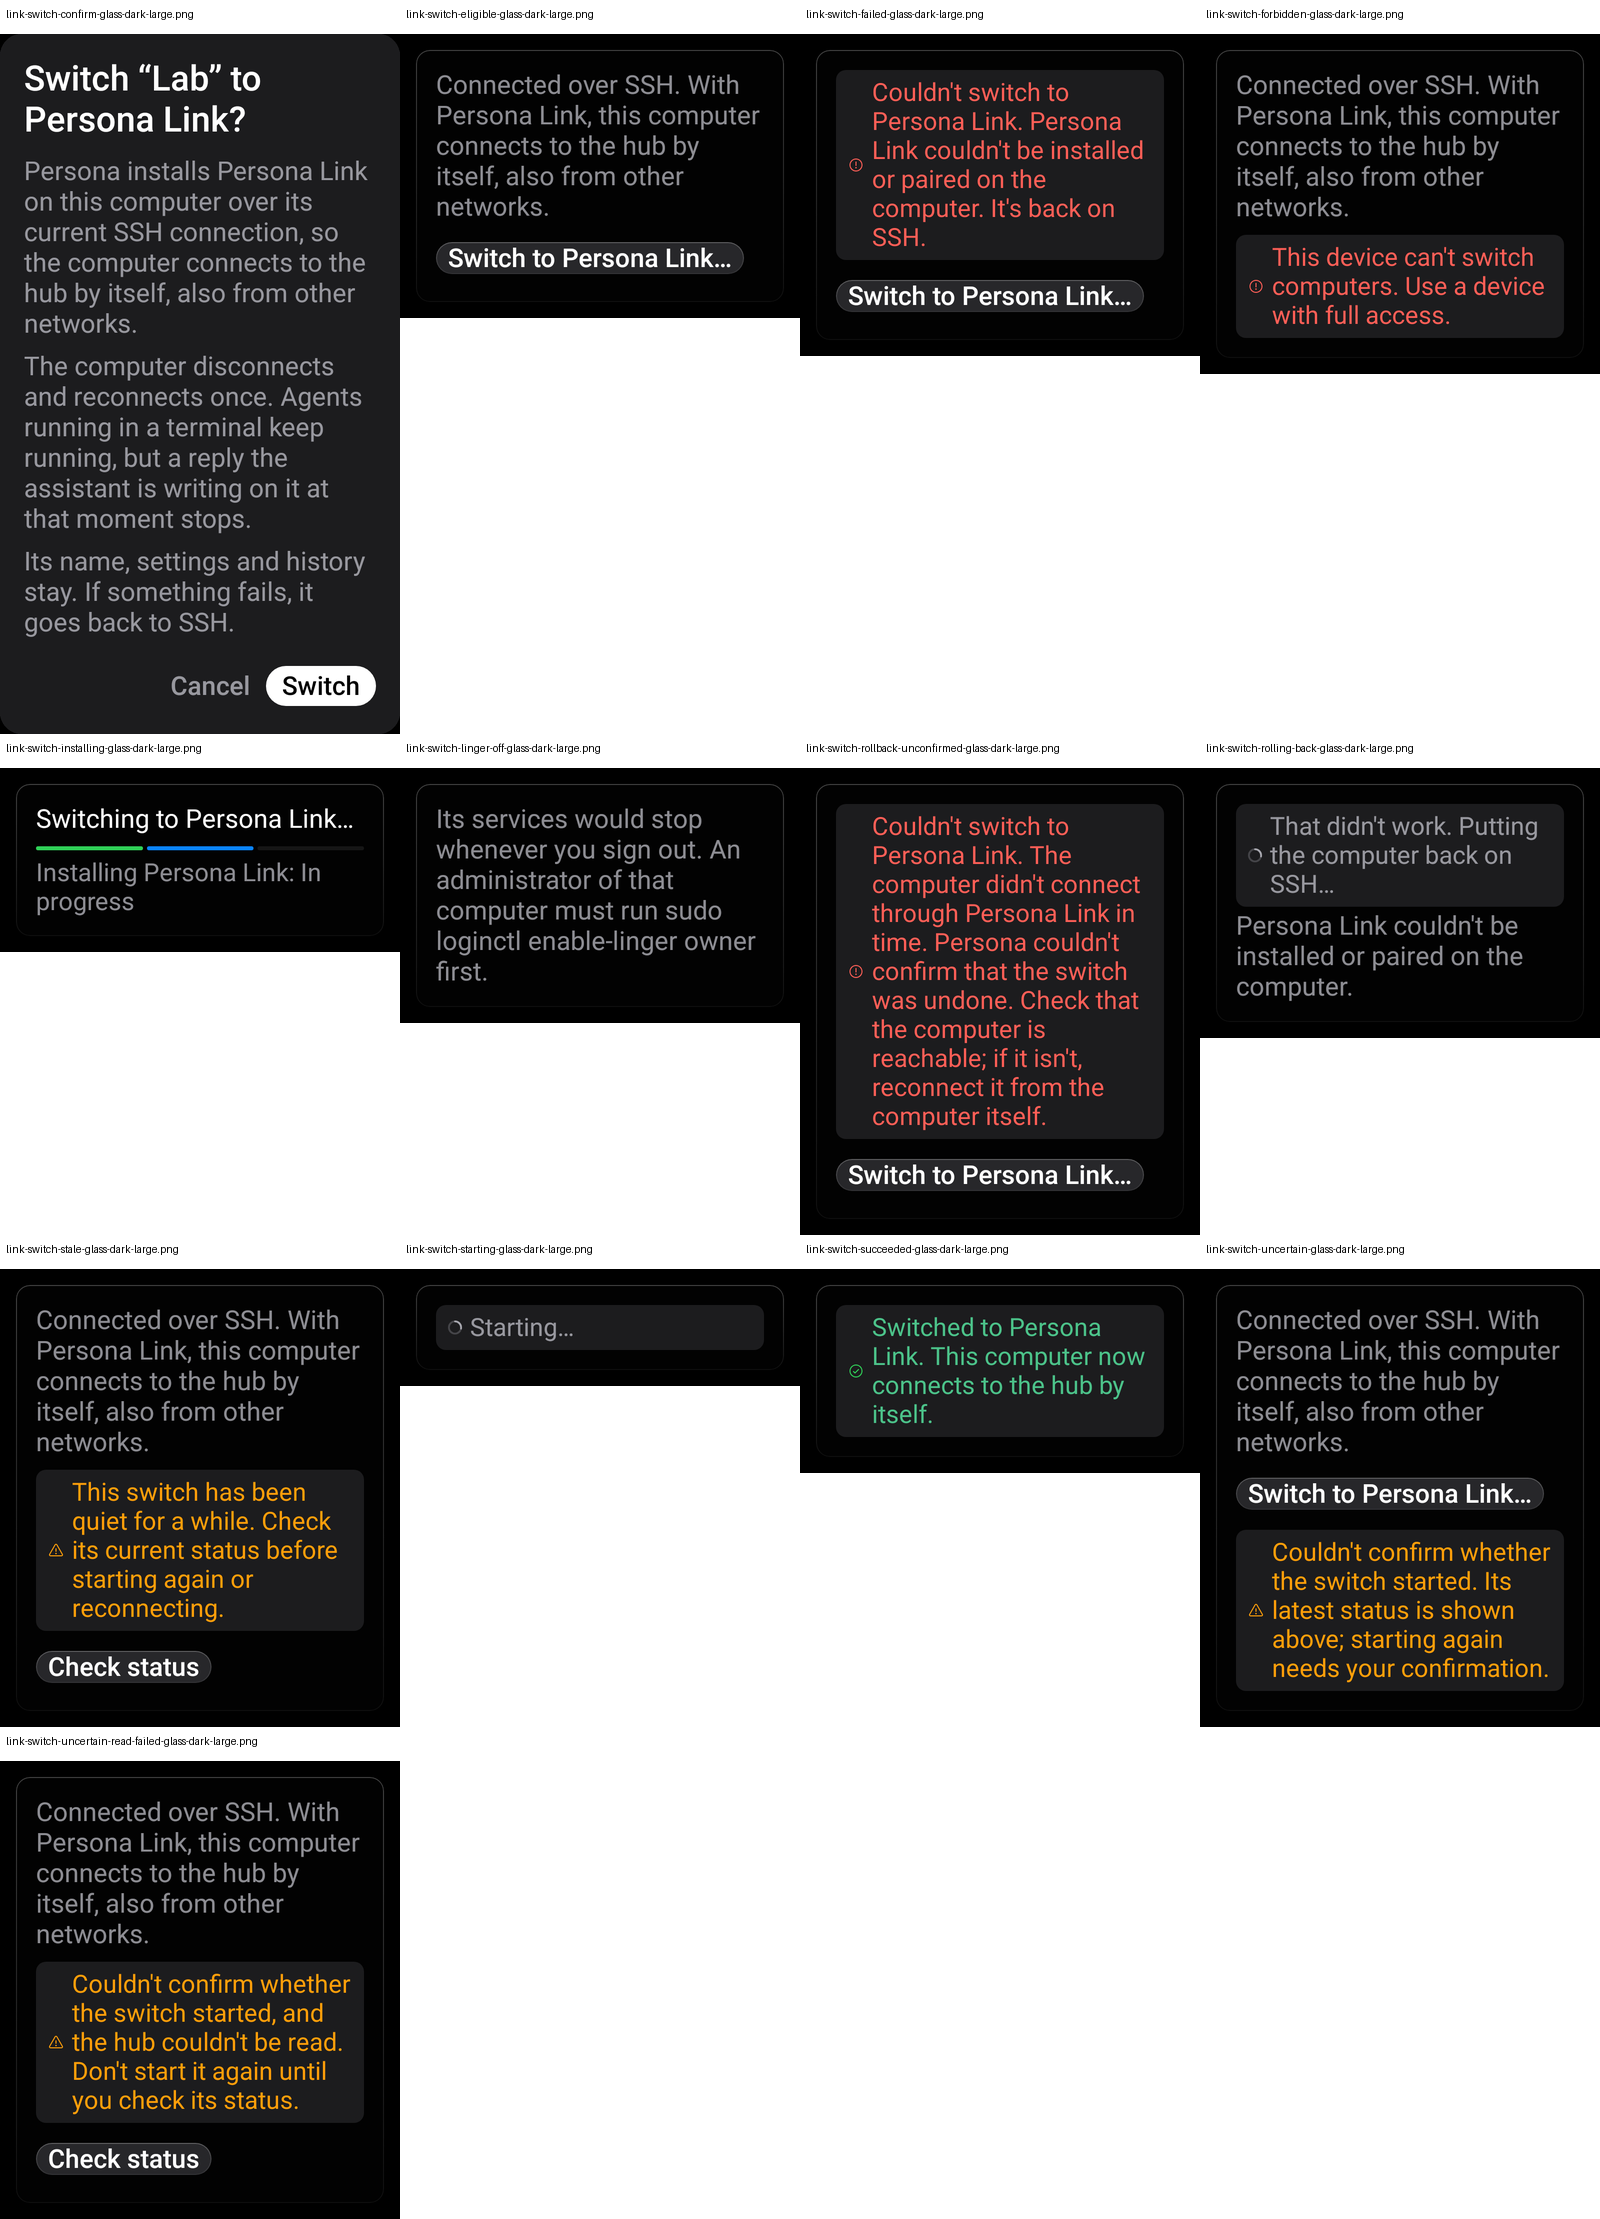 link-switch-confirm-glass-dark-large.png
Switch “Lab” to
Persona Link?
Persona installs Persona Link
on this computer over its
current SSH connection, so
the computer connects to the
hub by itself, also from other
networks.
The computer disconnects
and reconnects once. Agents
running in a terminal keep
running, but a reply the
assistant is writing on it at
that moment stops.
Its name, settings and history
stay. If something fails, it
goes back to SSH.
Cancel
Switch
link-switch-eligible-glass-dark-large.png
Connected over SSH. With
Persona Link, this computer
connects to the hub by
itself, also from other
networks.
Switch to Persona Link…
link-switch-failed-glass-dark-large.png
Couldn't switch to
Persona Link. Persona
Link couldn't be installed
or paired on the
computer. It's back on
SSH.
Switch to Persona Link…
link-switch-forbidden-glass-dark-large.png
Connected over SSH. With
Persona Link, this computer
connects to the hub by
itself, also from other
networks.
This device can't switch
computers. Use a device
with full access.
link-switch-installing-glass-dark-large.png
Switching to Persona Link…
Installing Persona Link: In
progress
link-switch-linger-off-glass-dark-large.png
Its services would stop
whenever you sign out. An
administrator of that
computer must run sudo
loginctl enable-linger owner
first.
link-switch-rollback-unconfirmed-glass-dark-large.png
Couldn't switch to
Persona Link. The
computer didn't connect
through Persona Link in
time. Persona couldn't
confirm that the switch
was undone. Check that
the computer is
reachable; if it isn't,
reconnect it from the
computer itself.
Switch to Persona Link…
link-switch-rolling-back-glass-dark-large.png
That didn't work. Putting
the computer back on
SSH…
Persona Link couldn't be
installed or paired on the
computer.
link-switch-stale-glass-dark-large.png
Connected over SSH. With
Persona Link, this computer
connects to the hub by
itself, also from other
networks.
This switch has been
quiet for a while. Check
its current status before
starting again or
reconnecting.
Check status
link-switch-starting-glass-dark-large.png
Starting…
link-switch-succeeded-glass-dark-large.png
Switched to Persona
Link. This computer now
connects to the hub by
itself.
link-switch-uncertain-glass-dark-large.png
Connected over SSH. With
Persona Link, this computer
connects to the hub by
itself, also from other
networks.
Switch to Persona Link…
Couldn't confirm whether
the switch started. Its
latest status is shown
above; starting again
needs your confirmation.
link-switch-uncertain-read-failed-glass-dark-large.png
Connected over SSH. With
Persona Link, this computer
connects to the hub by
itself, also from other
networks.
Couldn't confirm whether
the switch started, and
the hub couldn't be read.
Don't start it again until
you check its status.
Check status